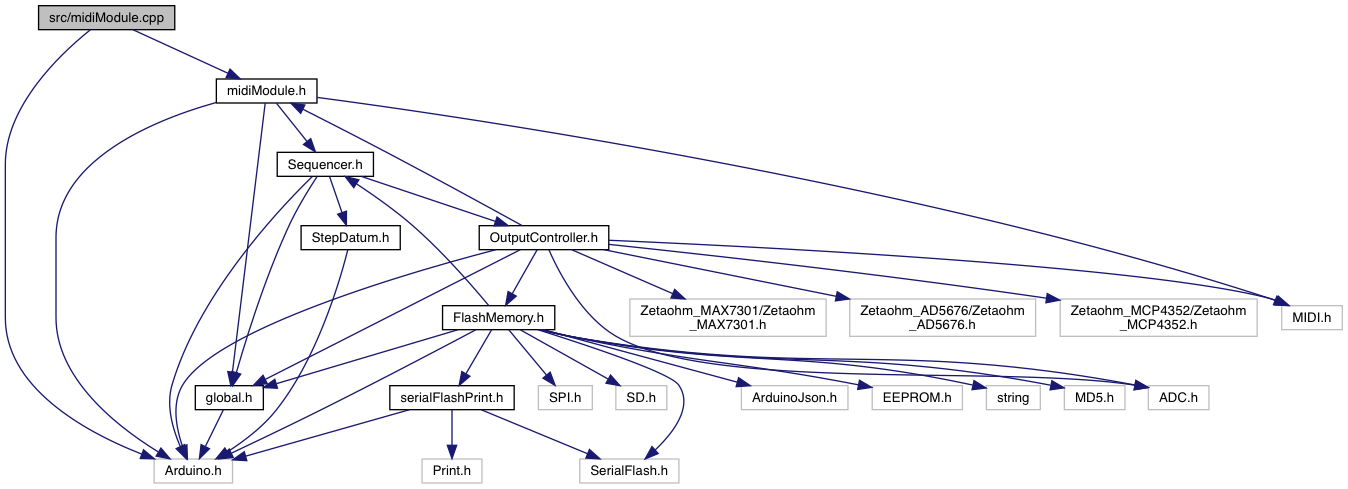 src/midiModule.cpp
midiModule.h
Sequencer.h
StepDatum.h
OutputController.h
FlashMemory.h
Zetaohm_MAX7301/Zetaohm
_MAX7301.h
Zetaohm_AD5676/Zetaohm
_AD5676.h
Zetaohm_MCP4352/Zetaohm
_MCP4352.h
MIDI.h
global.h
serialFlashPrint.h
SPI.h
SD.h
ArduinoJson.h
EEPROM.h
string
MD5.h
ADC.h
Arduino.h
Print.h
SerialFlash.h